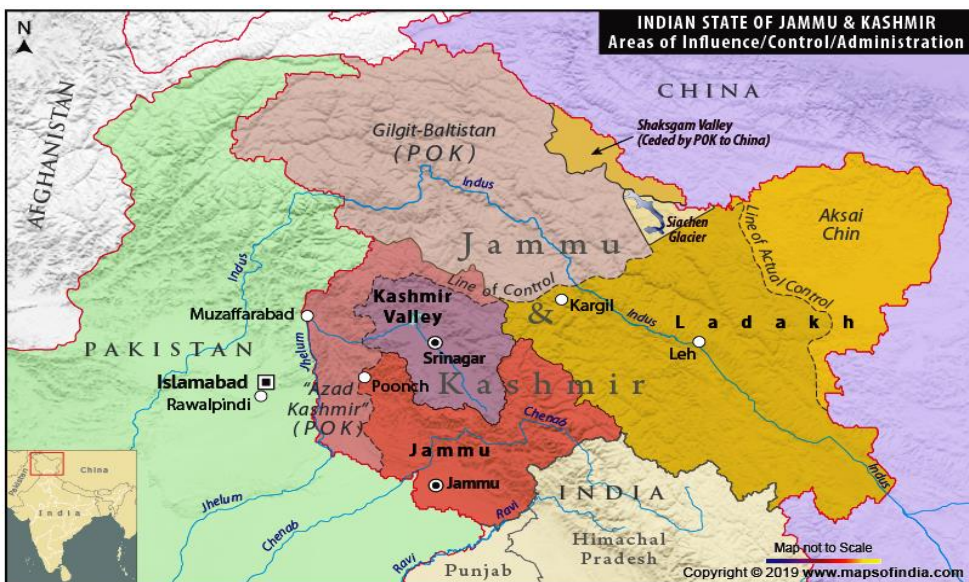 INDIAN STATE OF JAMMU & KASHMIR
Areas of Influence/Control/Administration
N
AFGHANISTAN
CHINA
Shaksgam Valley
(Ceded by POK to China)
Gilgit-Baltistan
(POK)
Indus
Siachen
Glacier
Aksai
Chin
Line of Actual Control
Jammu
&
Kashmir
Line of Control
Indus
Kashmir
Valley
Kargil
Muzaffarabad
Indus
Ladakh
Srinagar
Leh
PAKISTAN
Jhelum
Islamabad
Rawalpindi
Poonch
"Azad
Kashmir"
(POK)
Chenab
Jammu
Jammu
INDIA
Indus
Jhelum
Chenab
Ravi
Ravi
Himachal
Pradesh
Punjab
Pakistan
China
India
Map not to Scale
Copyright © 2019 www.mapsofindia.com